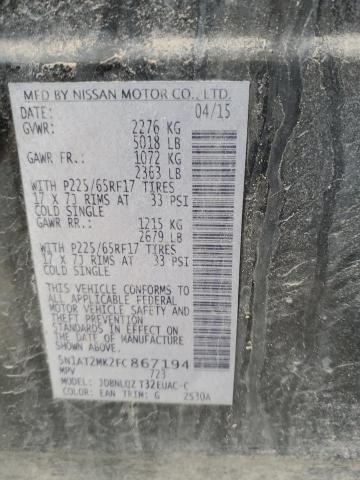 MFD BY NISSAN MOTOR CO., LTD.
DATE: 04/15
GVWR: 2276 KG
5018 LB
GAWR FR.: 1072 KG
2363 LB
WITH P225/65RF17 TIRES
17 X 7J RIMS AT 33 PSI
COLD SINGLE
GAWR RR.: 1215 KG
2679 LB
WITH P225/65RF17 TIRES
17 X 7J RIMS AT 33 PSI
COLD SINGLE
THIS VEHICLE CONFORMS TO
ALL APPLICABLE FEDERAL
MOTOR VEHICLE SAFETY
STANDARDS IN EFFECT ON
THE DATE OF MANUFACTURE
SHOWN ABOVE.
5N1AT2MK2FC867194
MPV 723
MODEL: JDBNLQZ T32EUAC-C
COLOR: EAN TRIM: G 2530A